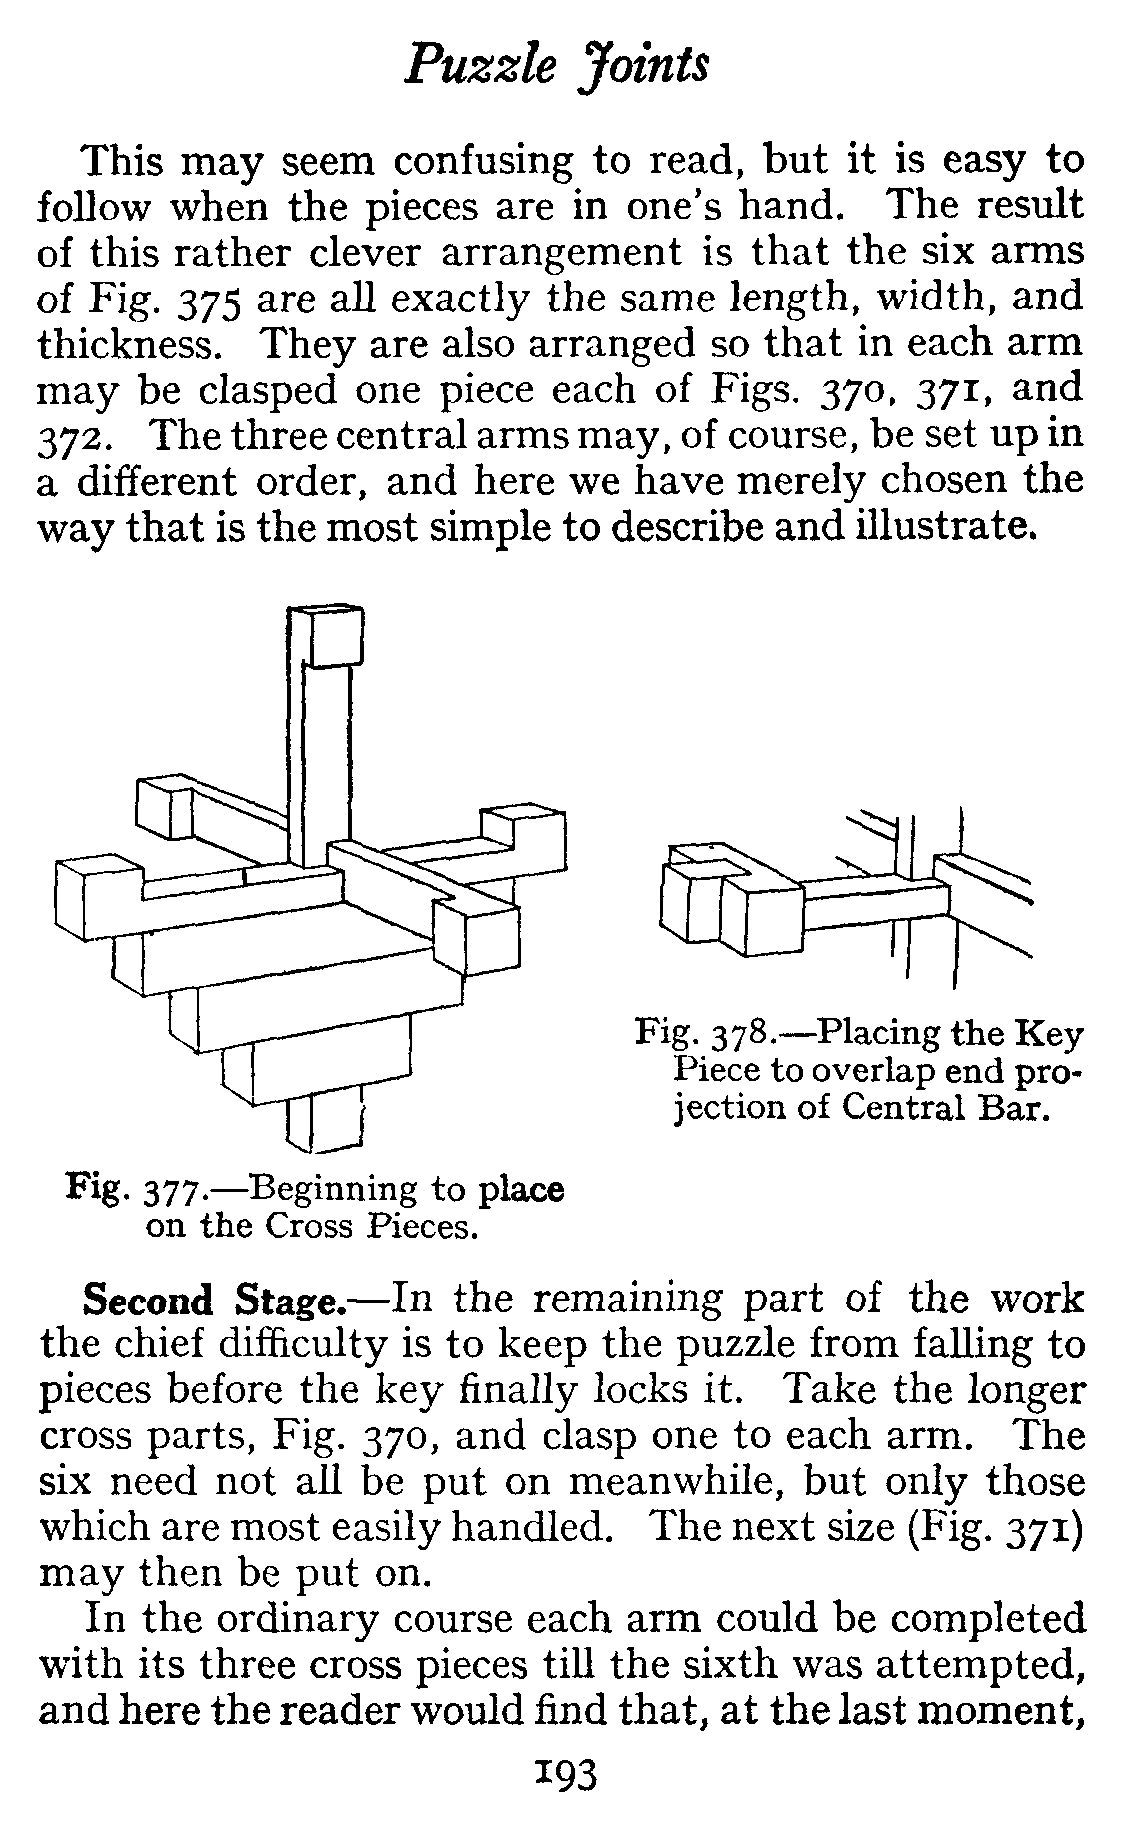 Puzzle Joints
This may seem confusing to read, but it is easy to
follow when the pieces are in one's hand. The result
of this rather clever arrangement is that the six arms
of Fig. 375 are all exactly the same length, width, and
thickness. They are also arranged so that in each arm
may be clasped one piece each of Figs. 370, 371, and
372. The three central arms may, of course, be set up in
a different order, and here we have merely chosen the
way that is the most simple to describe and illustrate.
Fig. 378.—Placing the Key
Piece to overlap end pro-
jection of Central Bar.
Fig. 377.—Beginning to place
on the Cross Pieces.
Second Stage.—In the remaining part of the work
the chief difficulty is to keep the puzzle from falling to
pieces before the key finally locks it. Take the longer
cross parts, Fig. 370, and clasp one to each arm. The
six need not all be put on meanwhile, but only those
which are most easily handled. The next size (Fig. 371)
may then be put on.
In the ordinary course each arm could be completed
with its three cross pieces till the sixth was attempted,
and here the reader would find that, at the last moment,
193